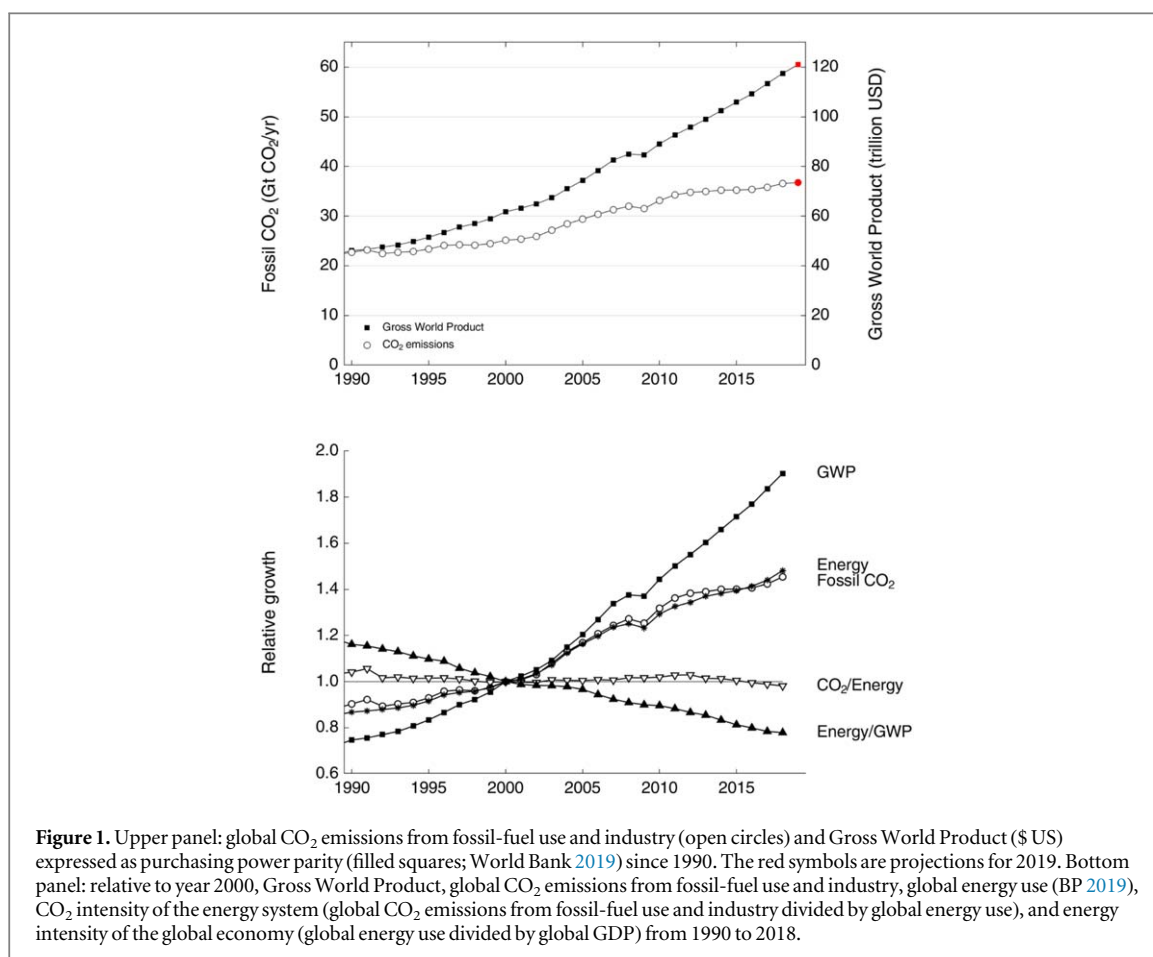 60
50
40
30
20
10
0
120
100
80
60
40
20
0
Fossil CO₂ (Gt CO₂/yr)
Gross World Product (trillion USD)
Gross World Product
CO₂ emissions
1990 1995 2000 2005 2010 2015
2.0
1.8
1.6
1.4
1.2
1.0
0.8
0.6
Relative growth
GWP
Energy
Fossil CO₂
CO₂/Energy
Energy/GWP
1990 1995 2000 2005 2010 2015
Figure 1. Upper panel: global CO₂ emissions from fossil-fuel use and industry (open circles) and Gross World Product ($ US)
expressed as purchasing power parity (filled squares; World Bank 2019) since 1990. The red symbols are projections for 2019. Bottom
panel: relative to year 2000, Gross World Product, global CO₂ emissions from fossil-fuel use and industry, global energy use (BP 2019),
CO₂ intensity of the energy system (global CO₂ emissions from fossil-fuel use and industry divided by global energy use), and energy
intensity of the global economy (global energy use divided by global GDP) from 1990 to 2018.